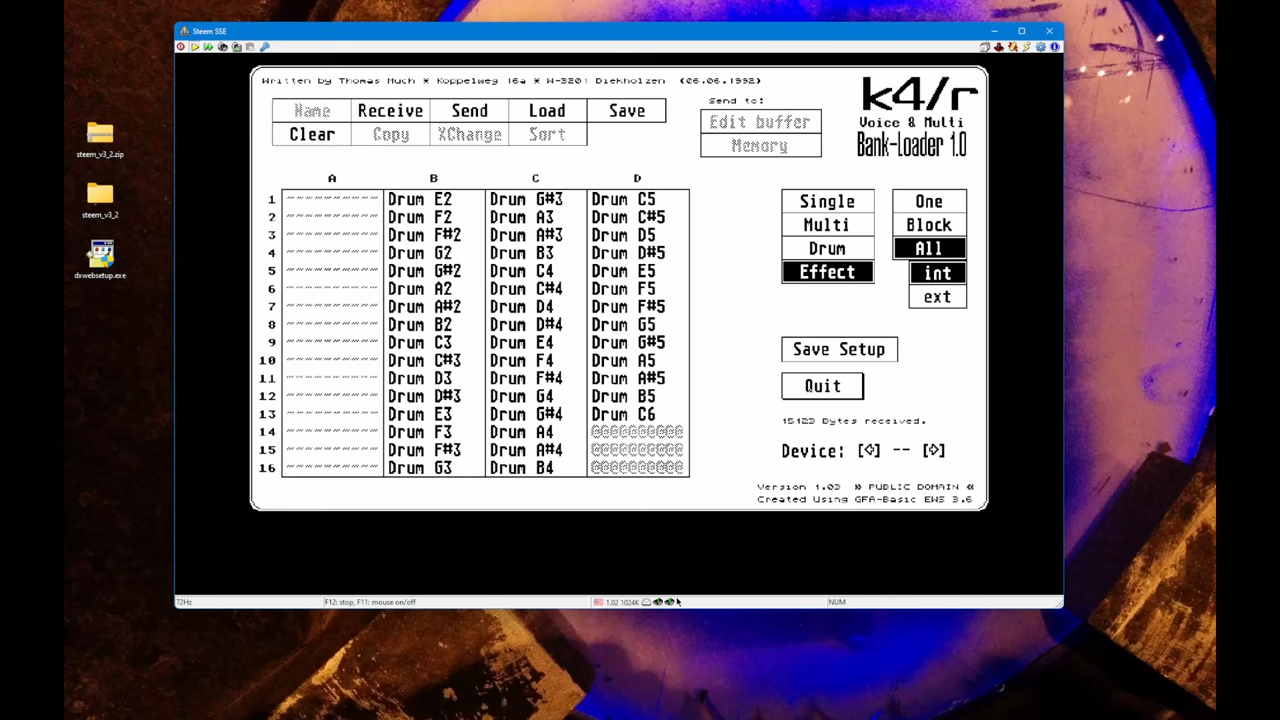 Steem SSE
Written by Thomas Much * Koppelweg 16a * W-3201 Diekholzen (06.06.1992)
k4/r
Voice & Multi
Bank-Loader 1.0
Name Receive Send Load Save
Clear Copy XChange Sort
Send to:
Edit buffer
Memory
steem_v3_2.zip
steem_v3_2
dxwebsetup.exe
A B C D
1 ~~~~~~~~~~ Drum E2 Drum G#3 Drum C5
2 ~~~~~~~~~~ Drum F2 Drum A3 Drum C#5
3 ~~~~~~~~~~ Drum F#2 Drum A#3 Drum D5
4 ~~~~~~~~~~ Drum G2 Drum B3 Drum D#5
5 ~~~~~~~~~~ Drum G#2 Drum C4 Drum E5
6 ~~~~~~~~~~ Drum A2 Drum C#4 Drum F5
7 ~~~~~~~~~~ Drum A#2 Drum D4 Drum F#5
8 ~~~~~~~~~~ Drum B2 Drum D#4 Drum G5
9 ~~~~~~~~~~ Drum C3 Drum E4 Drum G#5
10 ~~~~~~~~~~ Drum C#3 Drum F4 Drum A5
11 ~~~~~~~~~~ Drum D3 Drum F#4 Drum A#5
12 ~~~~~~~~~~ Drum D#3 Drum G4 Drum B5
13 ~~~~~~~~~~ Drum E3 Drum G#4 Drum C6
14 ~~~~~~~~~~ Drum F3 Drum A4 @@@@@@@@@@
15 ~~~~~~~~~~ Drum F#3 Drum A#4 @@@@@@@@@@
16 ~~~~~~~~~~ Drum G3 Drum B4 @@@@@@@@@@
Single One
Multi Block
Drum All
Effect int
ext
Save Setup
Quit
15123 Bytes received.
Device: [⇦] -- [⇨]
Version 1.03 » PUBLIC DOMAIN «
Created Using GFA-Basic EWS 3.6
72Hz F12: stop, F11: mouse on/off 1.02 1024K NUM